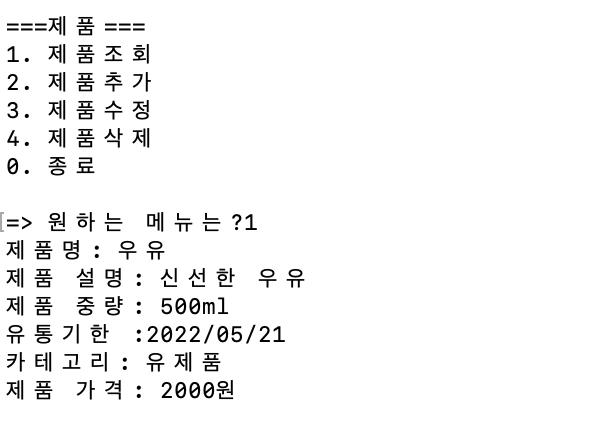 ===제품===
1. 제품조회
2. 제품추가
3. 제품수정
4. 제품삭제
0. 종료
=> 원하는 메뉴는?1
제품명: 우유
제품 설명: 신선한 우유
제품 중량: 500ml
유통기한 :2022/05/21
카테고리: 유제품
제품 가격: 2000원